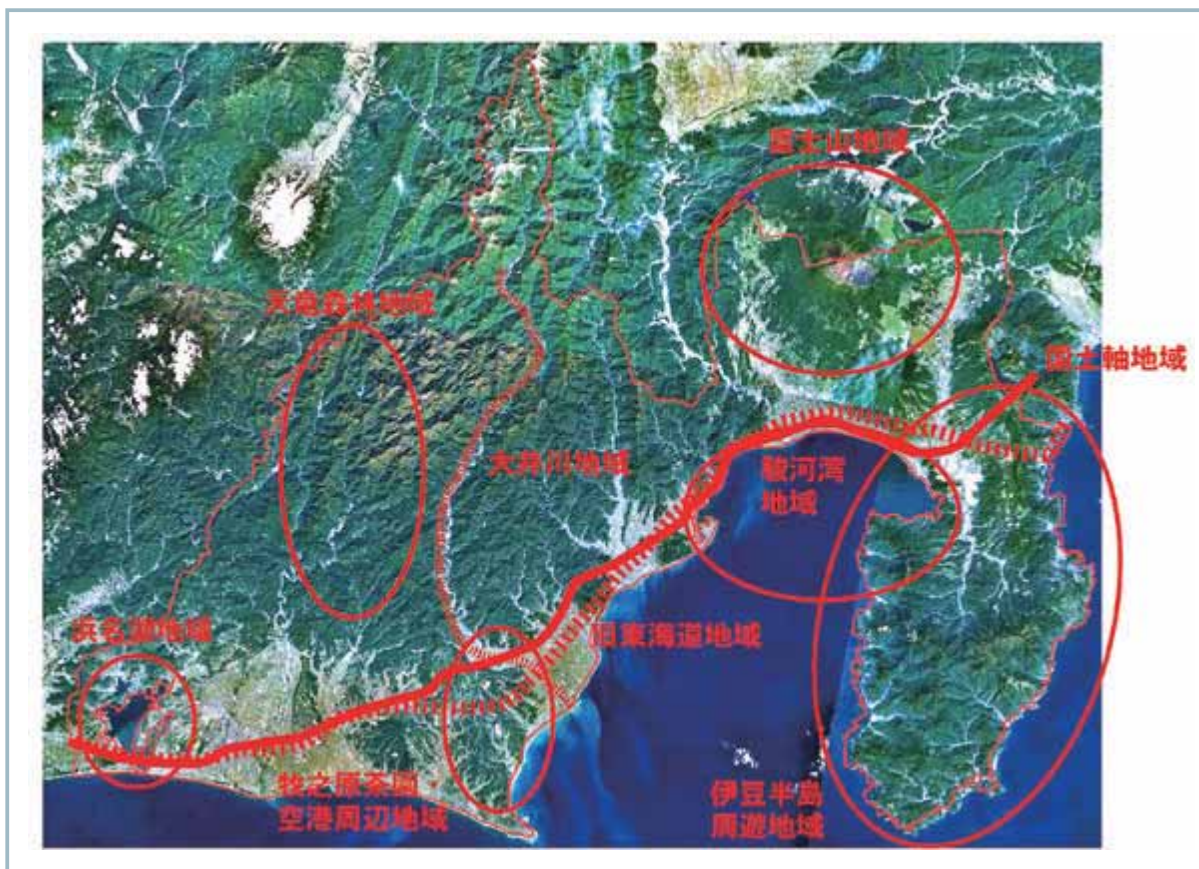 富士山地域
天竜森林地域
国土軸地域
大井川地域
駿河湾
地域
浜名湖地域
旧東海道地域
牧之原茶園・
空港周辺地域
伊豆半島
周遊地域